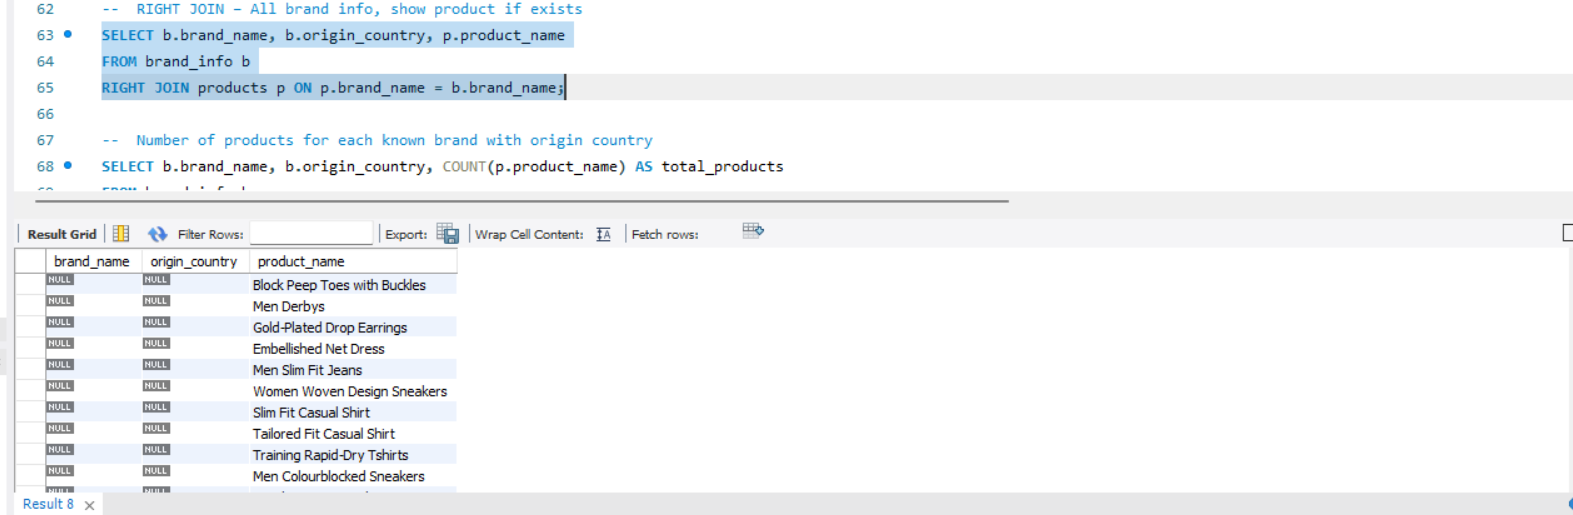 62 -- RIGHT JOIN – All brand info, show product if exists
63 SELECT b.brand_name, b.origin_country, p.product_name
64 FROM brand_info b
65 RIGHT JOIN products p ON p.brand_name = b.brand_name;
66
67 -- Number of products for each known brand with origin country
68 SELECT b.brand_name, b.origin_country, COUNT(p.product_name) AS total_products
Result Grid Filter Rows: Export: Wrap Cell Content: Fetch rows:
brand_name origin_country product_name
NULL NULL Block Peep Toes with Buckles
NULL NULL Men Derbys
NULL NULL Gold-Plated Drop Earrings
NULL NULL Embellished Net Dress
NULL NULL Men Slim Fit Jeans
NULL NULL Women Woven Design Sneakers
NULL NULL Slim Fit Casual Shirt
NULL NULL Tailored Fit Casual Shirt
NULL NULL Training Rapid-Dry Tshirts
NULL NULL Men Colourblocked Sneakers
NULL NULL
Result 8